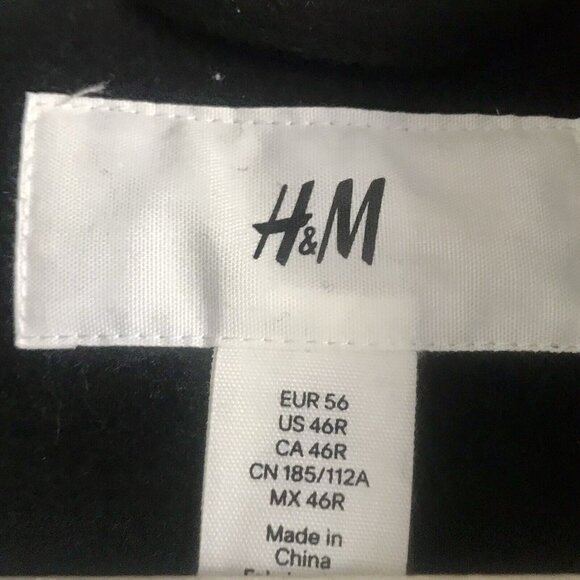 H&M
EUR 56
US 46R
CA 46R
CN 185/112A
MX 46R
Made in
China